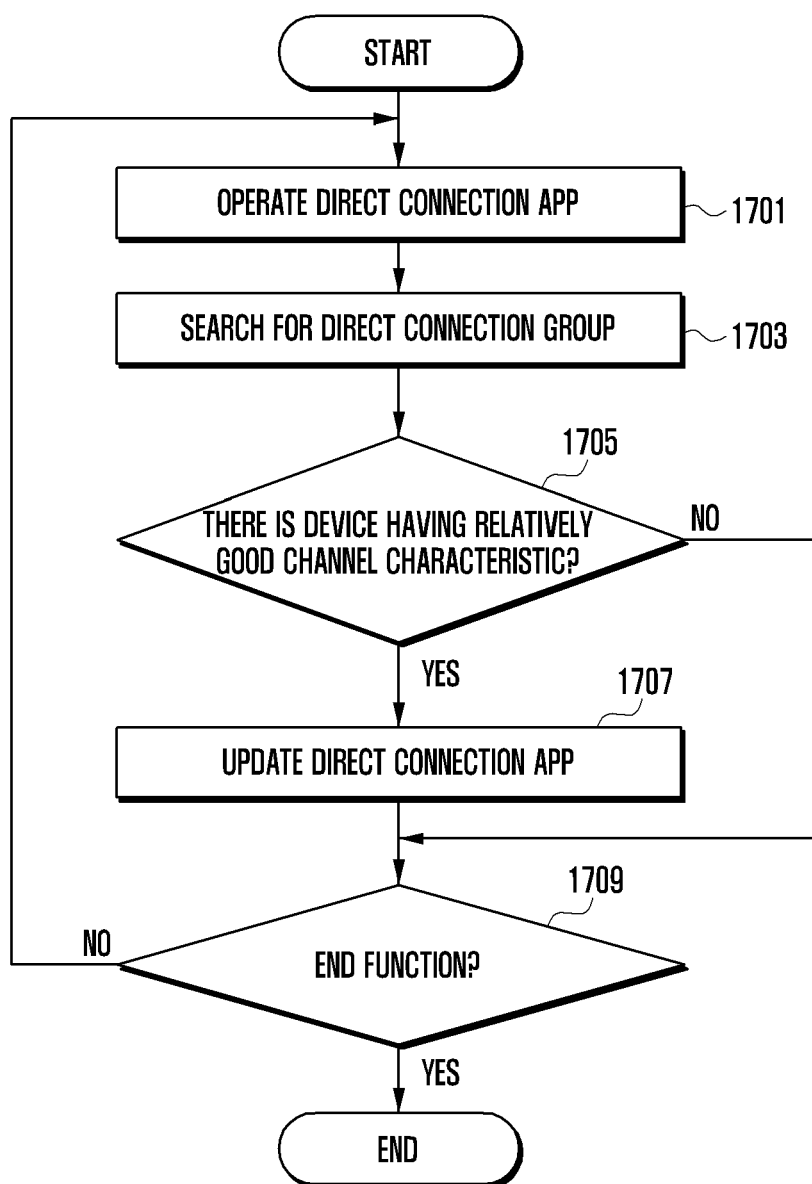 START
OPERATE DIRECT CONNECTION APP
1701
SEARCH FOR DIRECT CONNECTION GROUP
1703
1705
THERE IS DEVICE HAVING RELATIVELY
GOOD CHANNEL CHARACTERISTIC?
NO
YES
1707
UPDATE DIRECT CONNECTION APP
1709
NO
END FUNCTION?
YES
END